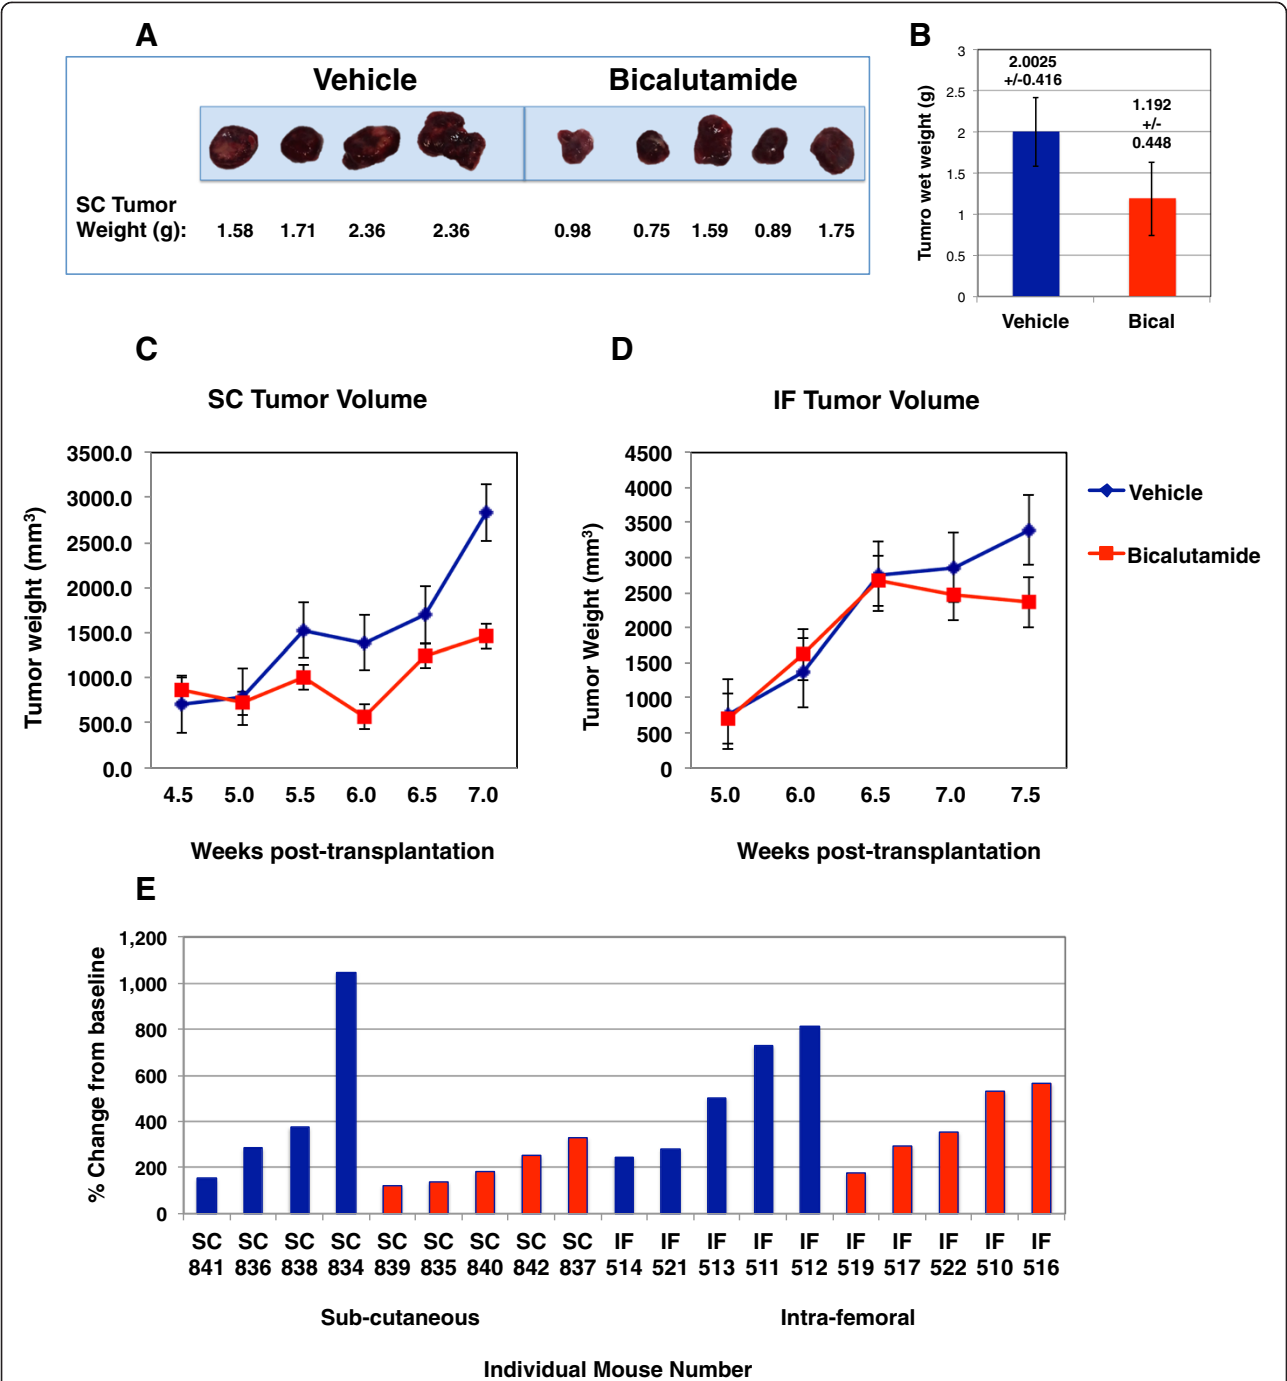 A
Vehicle Bicalutamide
SC Tumor
Weight (g): 1.58 1.71 2.36 2.36 0.98 0.75 1.59 0.89 1.75
B
Tumro wet weight (g)
3
2.5
2
1.5
1
0.5
0
2.0025
+/-0.416
1.192
+/-
0.448
Vehicle Bical
C
SC Tumor Volume
Tumor weight (mm³)
3500.0
3000.0
2500.0
2000.0
1500.0
1000.0
500.0
0.0
4.5 5.0 5.5 6.0 6.5 7.0
Weeks post-transplantation
D
IF Tumor Volume
Tumor Weight (mm³)
4500
4000
3500
3000
2500
2000
1500
1000
500
0
5.0 6.0 6.5 7.0 7.5
Weeks post-transplantation
Vehicle
Bicalutamide
E
% Change from baseline
1,200
1,000
800
600
400
200
0
SC SC SC SC SC SC SC SC SC IF IF IF IF IF IF IF IF IF IF
841 836 838 834 839 835 840 842 837 514 521 513 511 512 519 517 522 510 516
Sub-cutaneous Intra-femoral
Individual Mouse Number